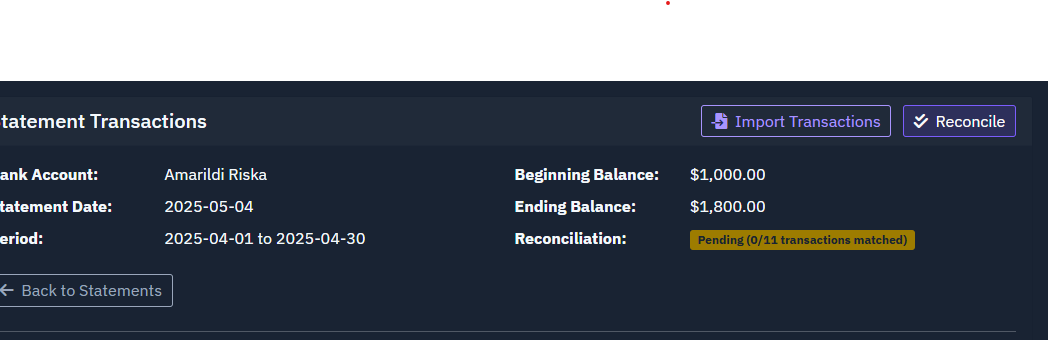 tatement Transactions
Import Transactions
Reconcile
ank Account: Amarildi Riska
Beginning Balance: $1,000.00
tatement Date: 2025-05-04
Ending Balance: $1,800.00
eriod: 2025-04-01 to 2025-04-30
Reconciliation: Pending (0/11 transactions matched)
Back to Statements